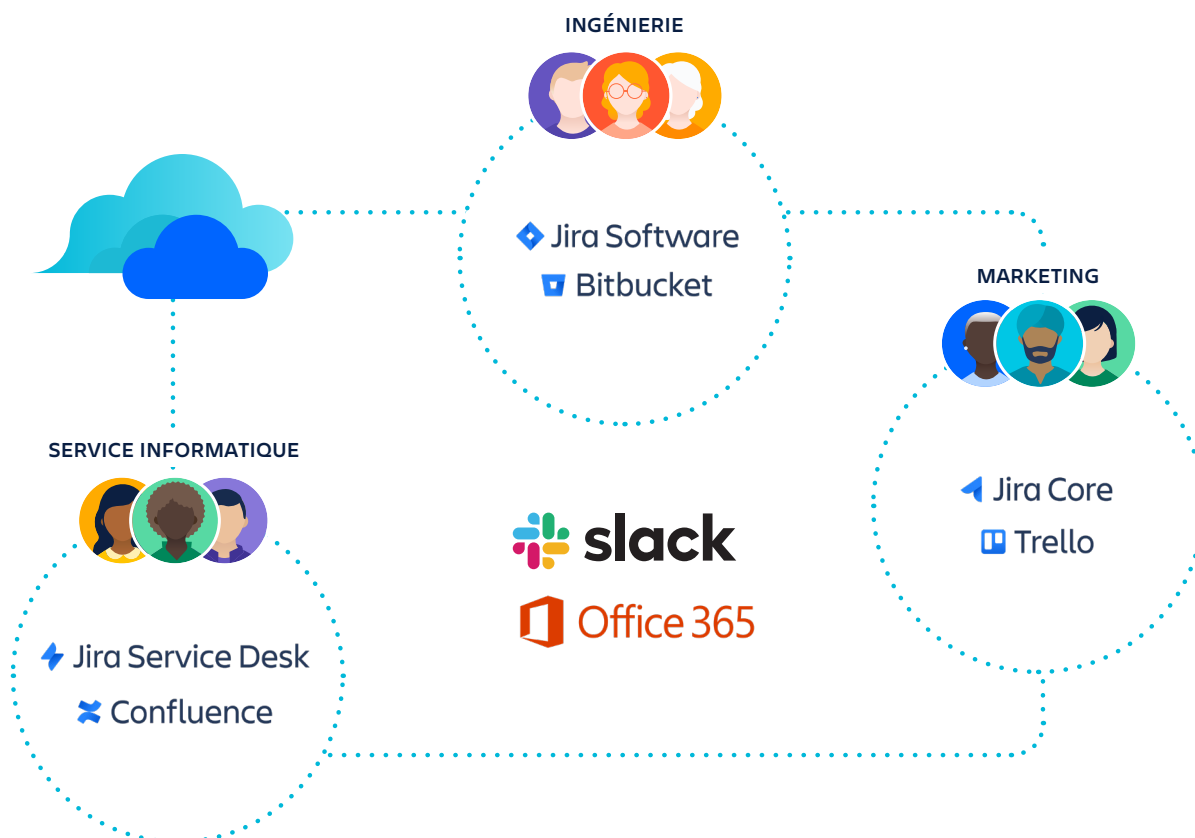 INGÉNIERIE
Jira Software
Bitbucket
MARKETING
Jira Core
Trello
SERVICE INFORMATIQUE
Jira Service Desk
Confluence
slack
Office 365